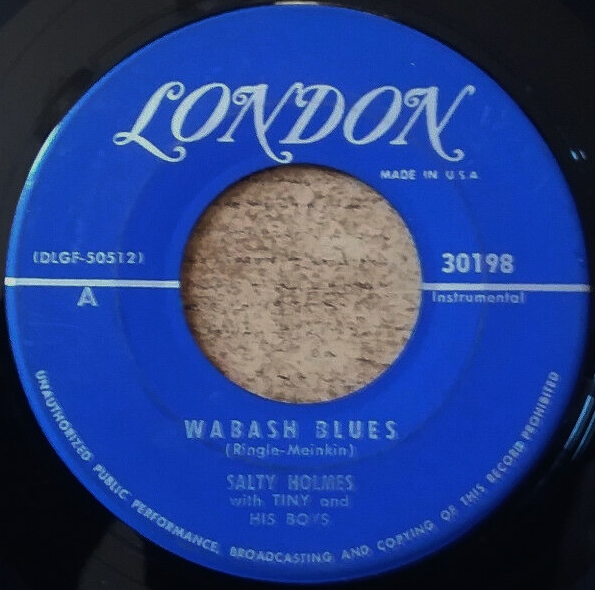 LONDON
MADE IN U.S.A
(DLGF-50512) 30198
A Instrumental
WABASH BLUES
(Ringle-Meinkin)
SALTY HOLMES
with TINY and
HIS BOYS
UNAUTHORIZED PUBLIC PERFORMANCE, BROADCASTING AND COPYING OF THIS RECORD PROHIBITED